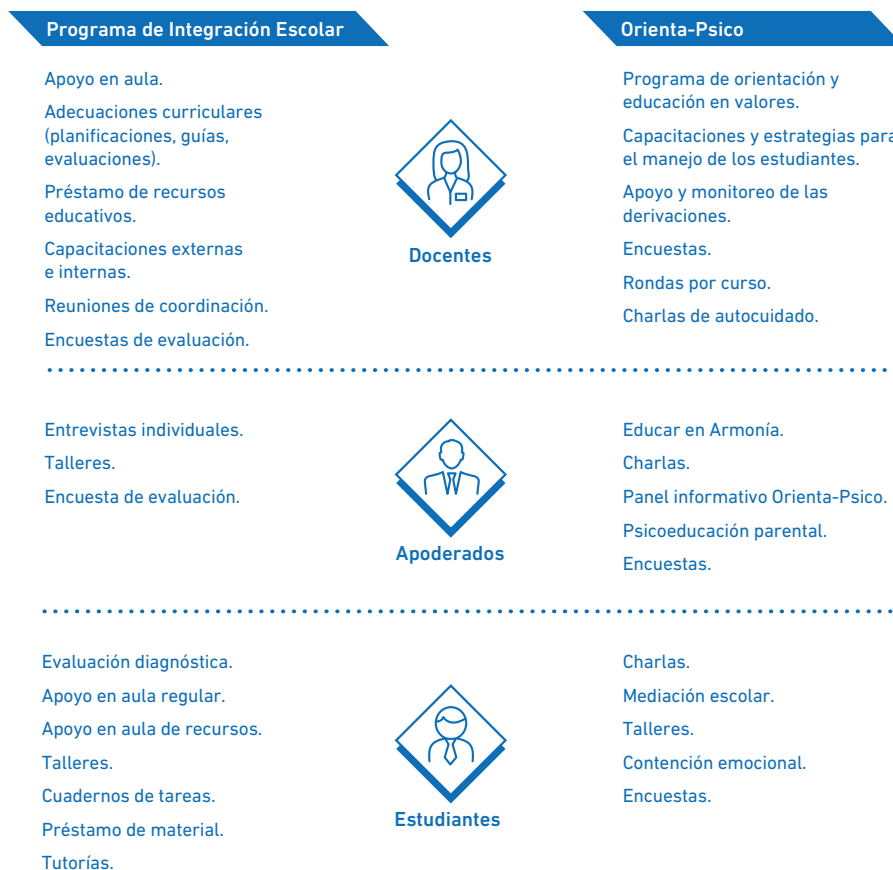 Programa de Integración Escolar
Orienta-Psico
Apoyo en aula.
Adecuaciones curriculares
(planificaciones, guías,
evaluaciones).
Préstamo de recursos
educativos.
Capacitaciones externas
e internas.
Reuniones de coordinación.
Encuestas de evaluación.
Docentes
Programa de orientación y
educación en valores.
Capacitaciones y estrategias para
el manejo de los estudiantes.
Apoyo y monitoreo de las
derivaciones.
Encuestas.
Rondas por curso.
Charlas de autocuidado.
Entrevistas individuales.
Talleres.
Encuesta de evaluación.
Apoderados
Educar en Armonía.
Charlas.
Panel informativo Orienta-Psico.
Psicoeducación parental.
Encuestas.
Evaluación diagnóstica.
Apoyo en aula regular.
Apoyo en aula de recursos.
Talleres.
Cuadernos de tareas.
Préstamo de material.
Tutorías.
Estudiantes
Charlas.
Mediación escolar.
Talleres.
Contención emocional.
Encuestas.